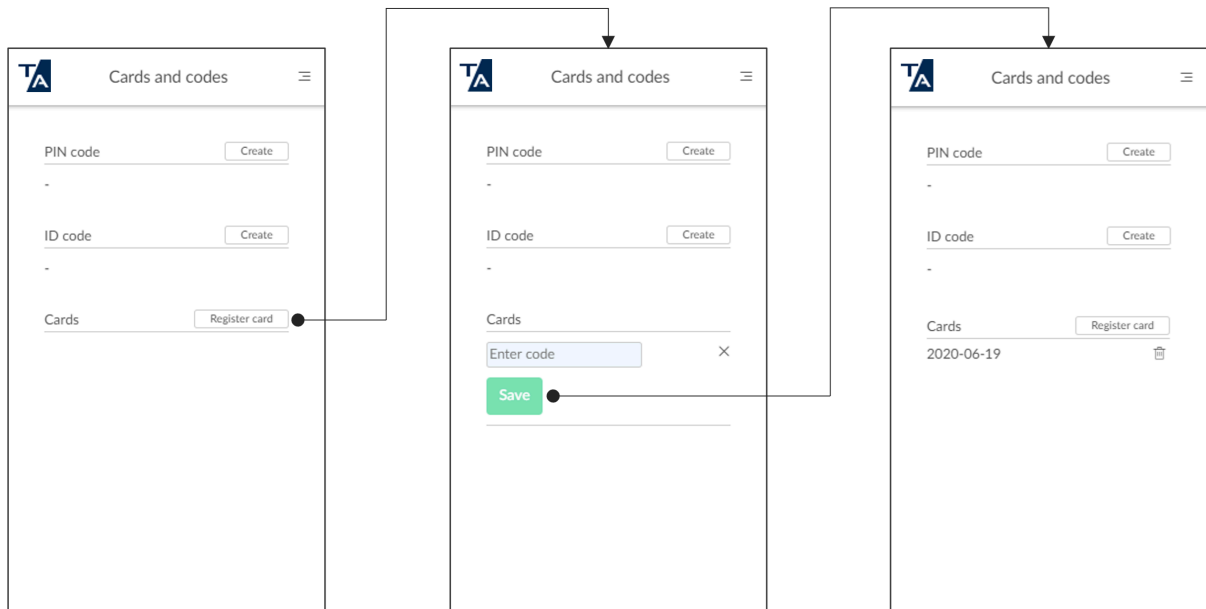 TA Cards and codes
PIN code Create
-
ID code Create
-
Cards Register card
TA Cards and codes
PIN code Create
-
ID code Create
-
Cards
Enter code
Save
TA Cards and codes
PIN code Create
-
ID code Create
-
Cards Register card
2020-06-19